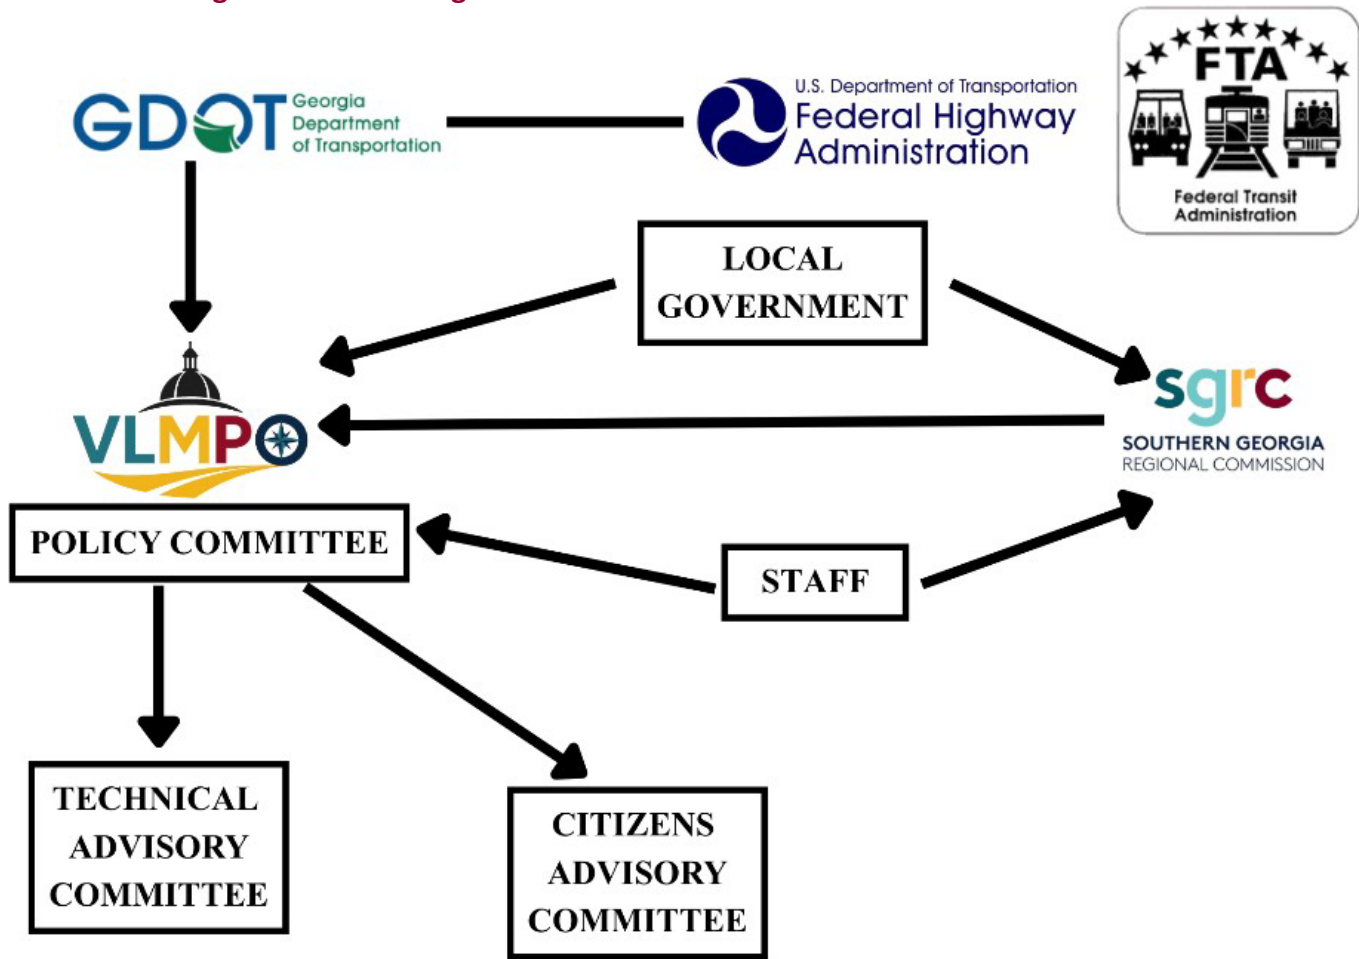 GDOT
Georgia
Department
of Transportation
U.S. Department of Transportation
Federal Highway
Administration
FTA
Federal Transit
Administration
LOCAL
GOVERNMENT
VLMPO
sgrc
SOUTHERN GEORGIA
REGIONAL COMMISSION
POLICY COMMITTEE
STAFF
TECHNICAL
ADVISORY
COMMITTEE
CITIZENS
ADVISORY
COMMITTEE